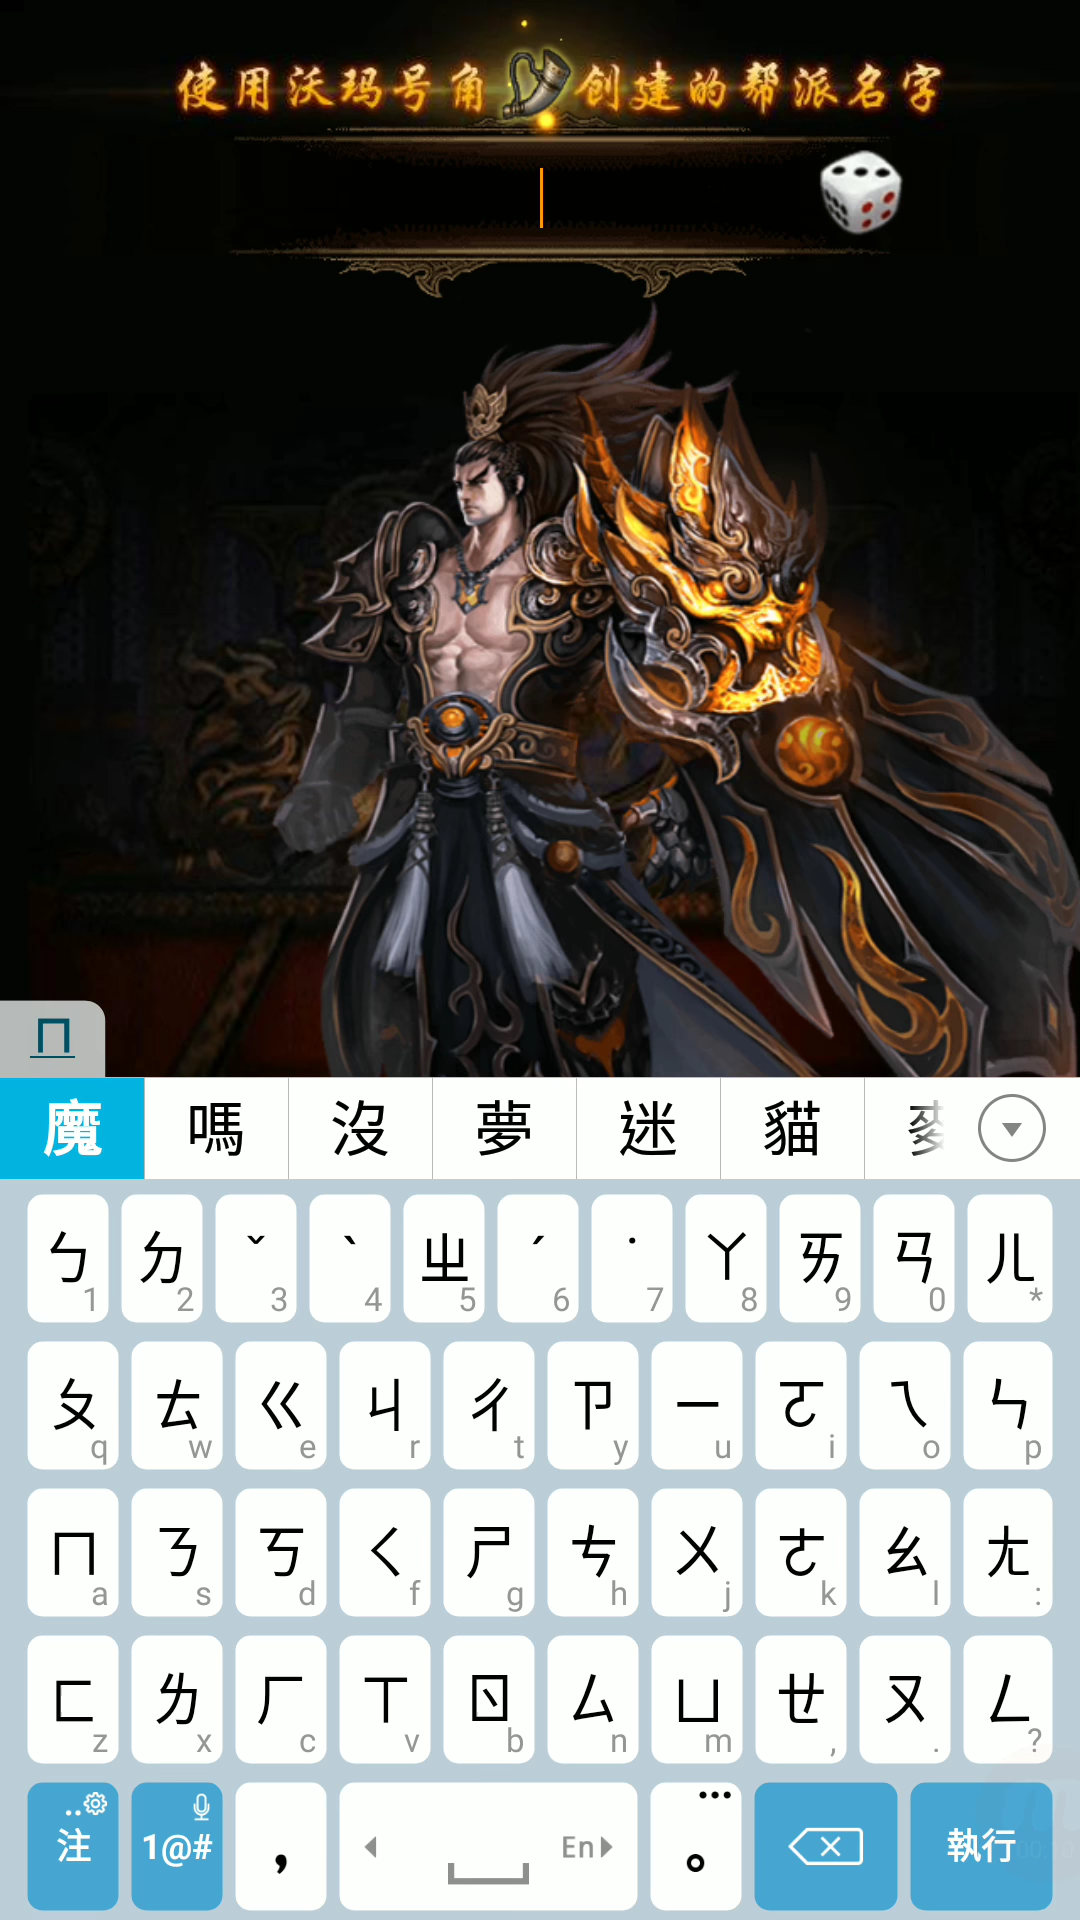 使用沃玛号角创建的帮派名字
ㄇ
魔 嗎 沒 夢 迷 貓
ㄅ 1 ㄉ 2 ˇ 3 ˋ 4 ㄓ 5 ˊ 6 ˙ 7 ㄚ 8 ㄞ 9 ㄢ 0 ㄦ *
ㄆ q ㄊ w ㄍ e ㄐ r ㄔ t ㄗ y ㄧ u ㄛ i ㄟ o ㄣ p
ㄇ a ㄋ s ㄎ d ㄑ f ㄕ g ㄘ h ㄨ j ㄜ k ㄠ l ㄤ :
ㄈ z ㄌ x ㄏ c ㄒ v ㄖ b ㄙ n ㄩ m ㄝ , ㄡ . ㄥ ?
注 1@# , En 。 執行